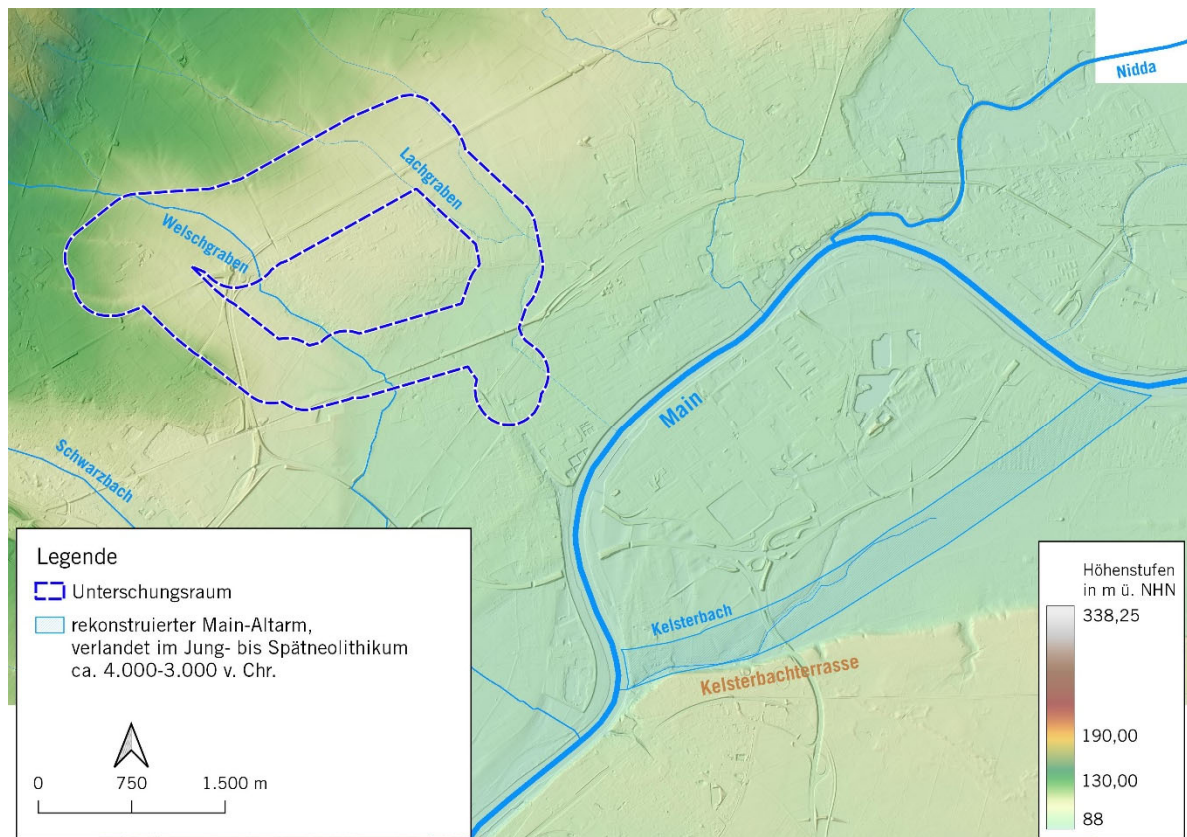 Nidda
Lachgraben
Welschgraben
Main
Schwarzbach
Kelsterbach
Kelsterbachterrasse
Legende
Unterschungsraum
rekonstruierter Main-Altarm,
verlandet im Jung- bis Spätneolithikum
ca. 4.000-3.000 v. Chr.
0 750 1.500 m
Höhenstufen
in m ü. NHN
338,25
190,00
130,00
88